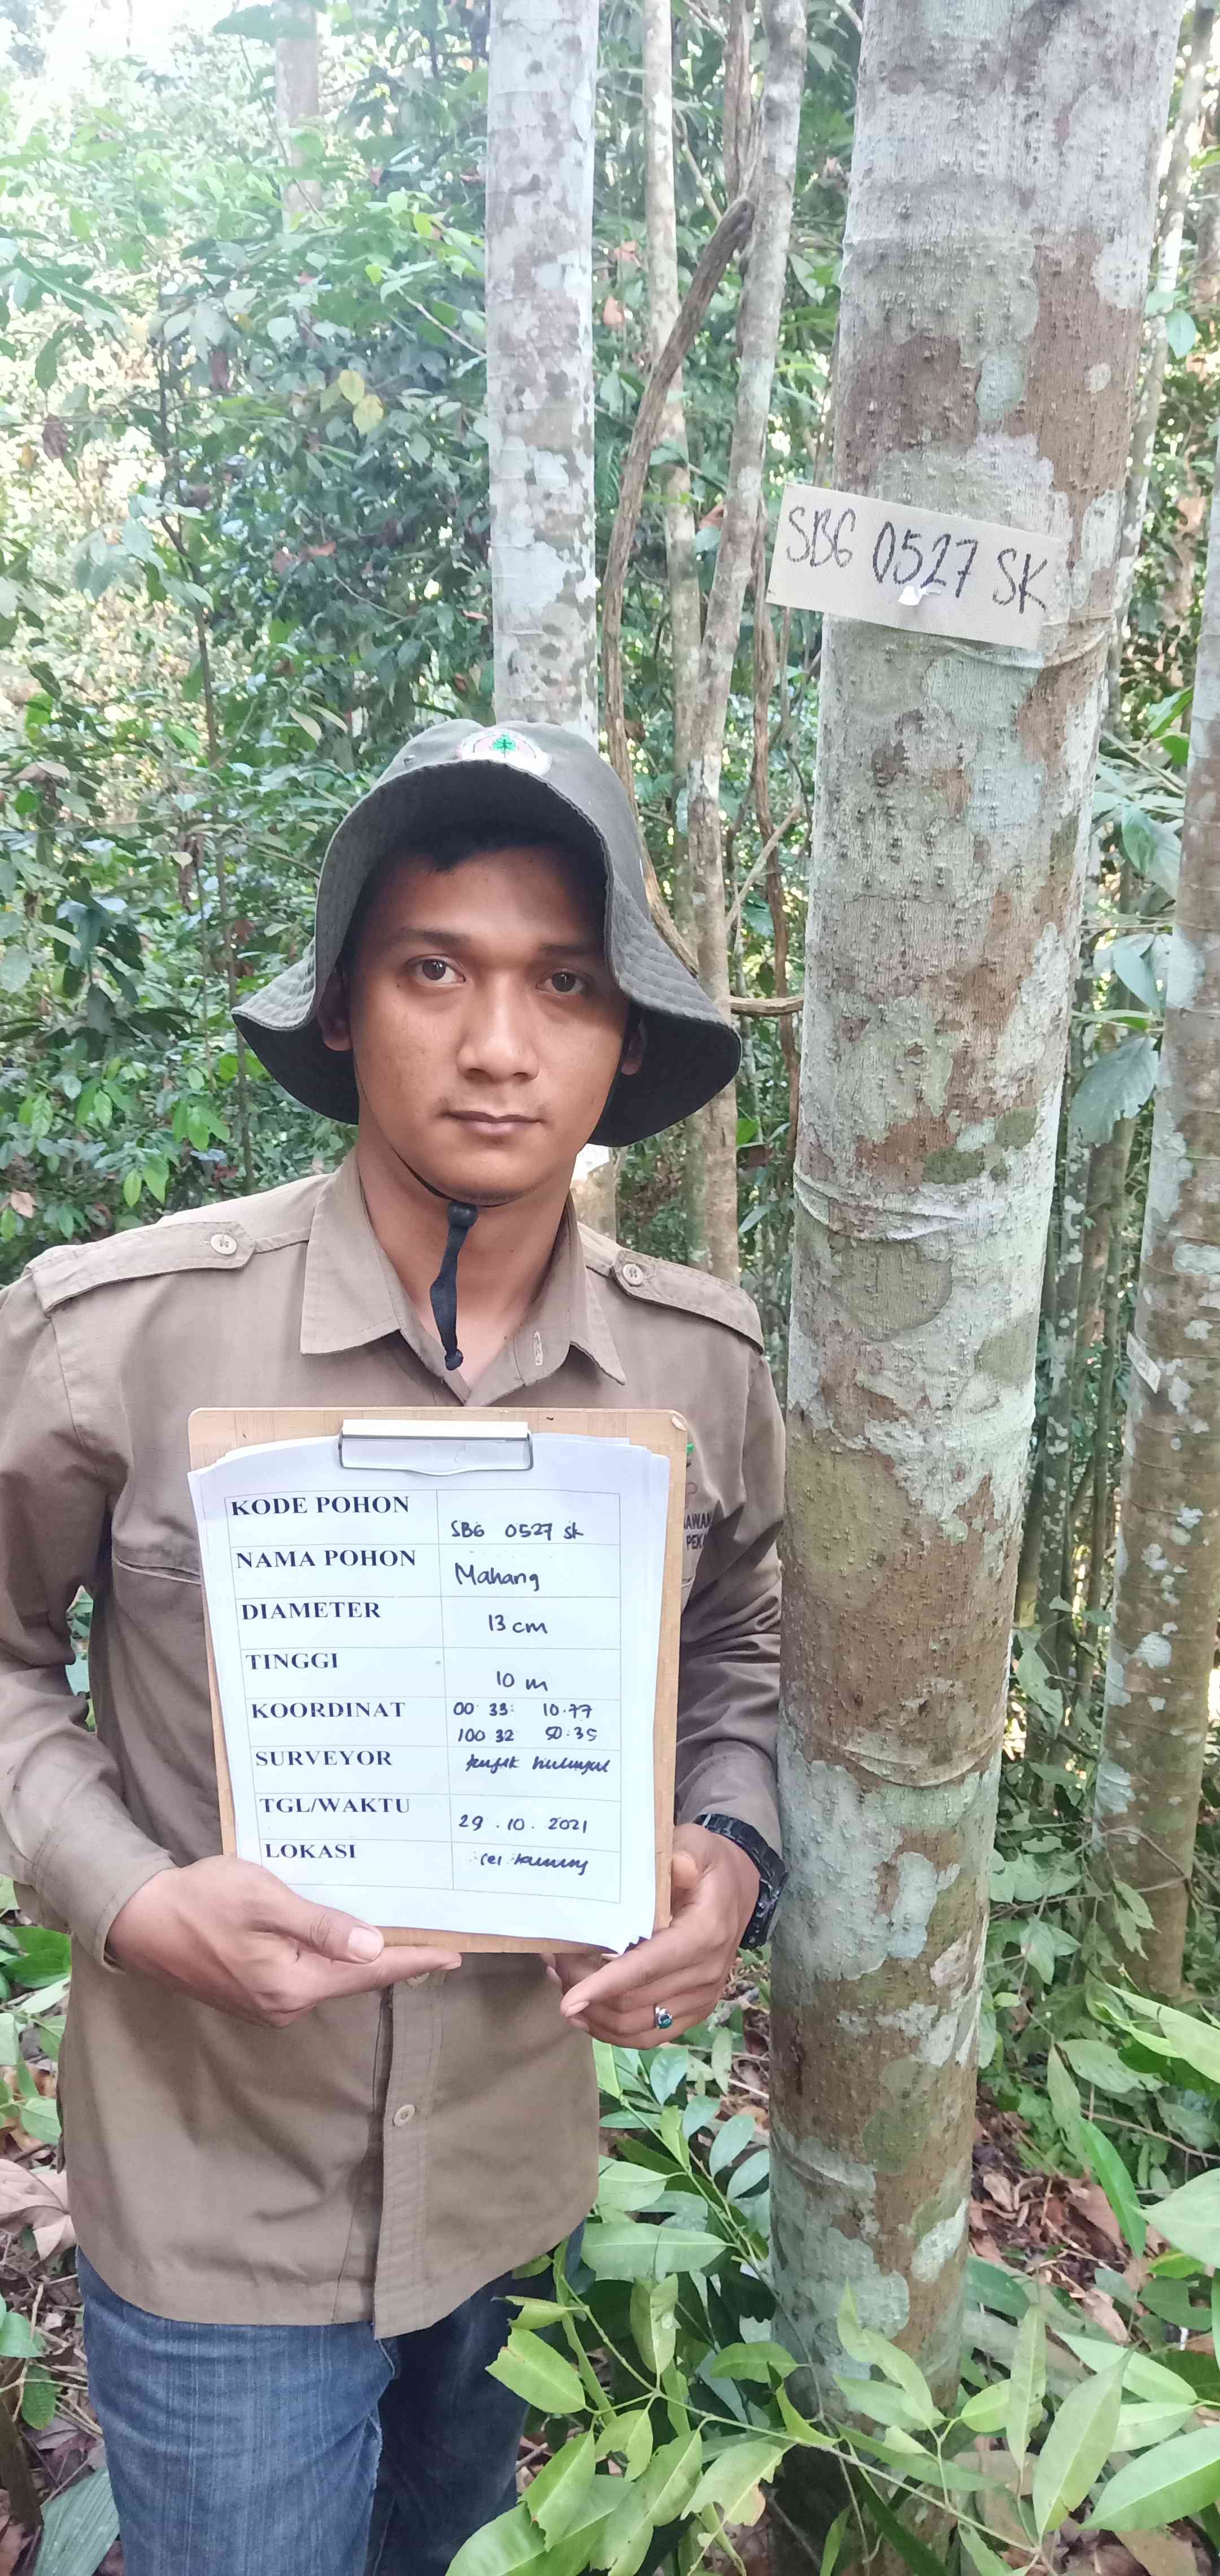 SBG 0527 SK
KODE POHON SBG 0527 SK
NAMA POHON Mahang
DIAMETER 13 cm
TINGGI 10 m
KOORDINAT 00 33: 10.77
100 32 50.35
SURVEYOR
TGL/WAKTU 29.10.2021
LOKASI